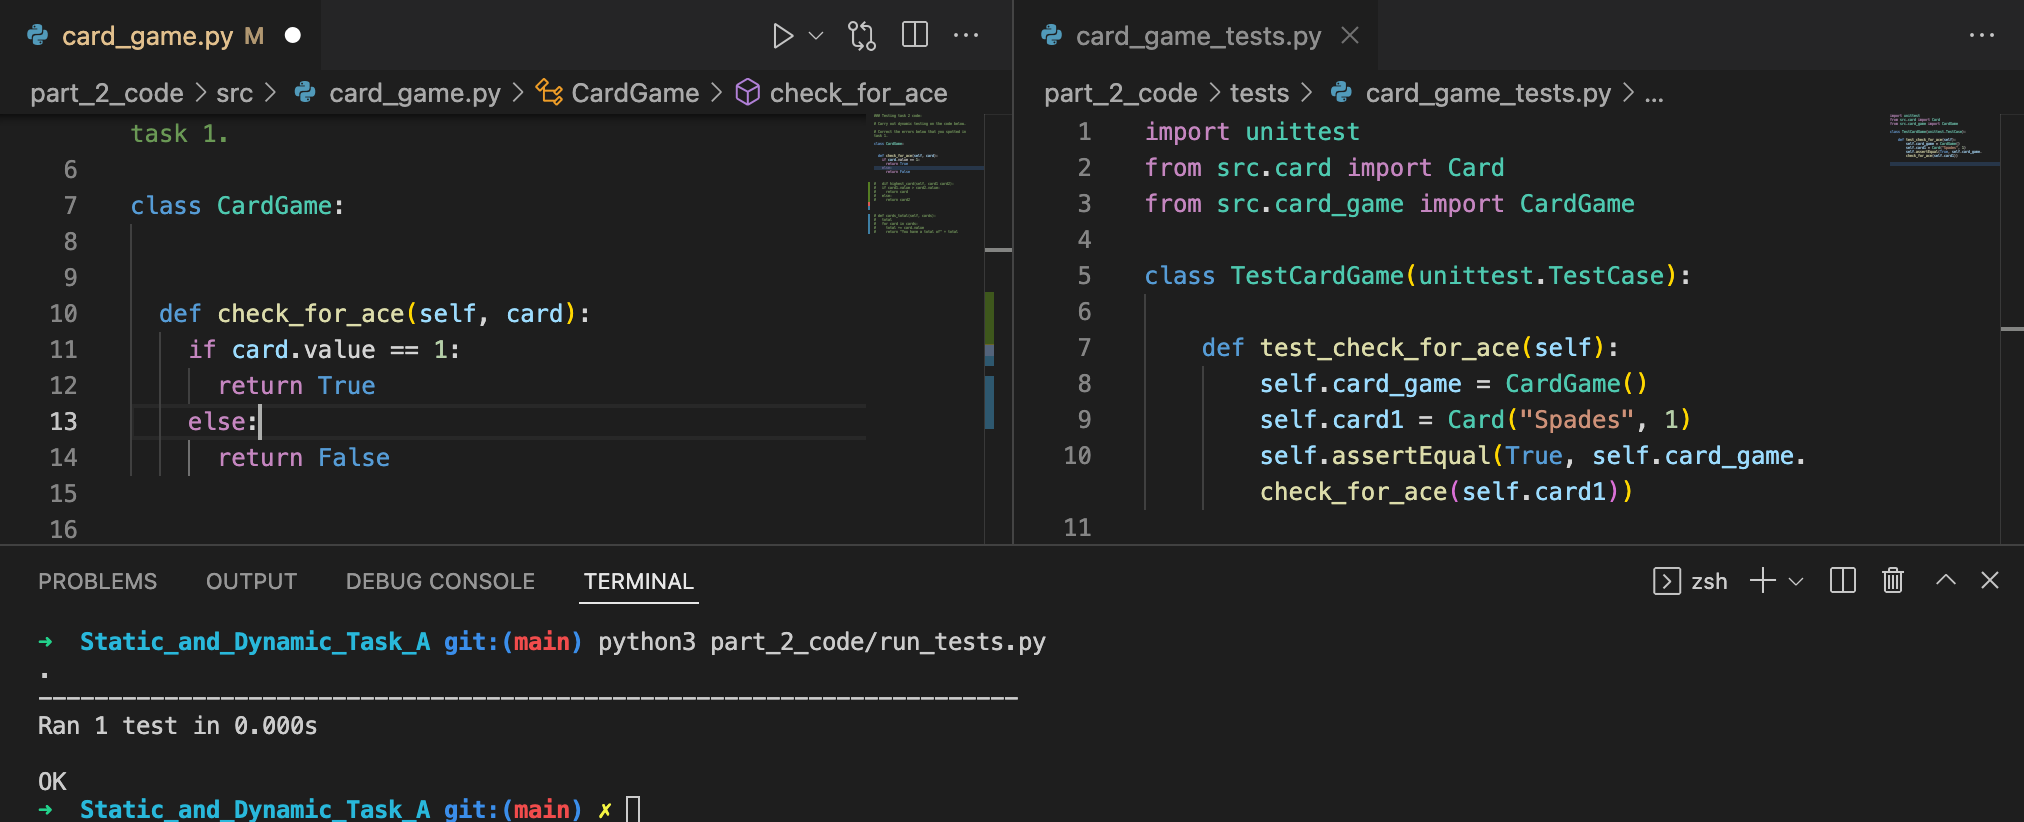 card_game.py M
part_2_code > src > card_game.py > CardGame > check_for_ace
task 1.
6
7 class CardGame:
8
9
10 def check_for_ace(self, card):
11 if card.value == 1:
12 return True
13 else:
14 return False
15
16
card_game_tests.py
part_2_code > tests > card_game_tests.py > ...
1 import unittest
2 from src.card import Card
3 from src.card_game import CardGame
4
5 class TestCardGame(unittest.TestCase):
6
7 def test_check_for_ace(self):
8 self.card_game = CardGame()
9 self.card1 = Card("Spades", 1)
10 self.assertEqual(True, self.card_game.
check_for_ace(self.card1))
11
PROBLEMS OUTPUT DEBUG CONSOLE TERMINAL
zsh
➜ Static_and_Dynamic_Task_A git:(main) python3 part_2_code/run_tests.py
.
----------------------------------------------------------------------
Ran 1 test in 0.000s
OK
➜ Static_and_Dynamic_Task_A git:(main) ✗